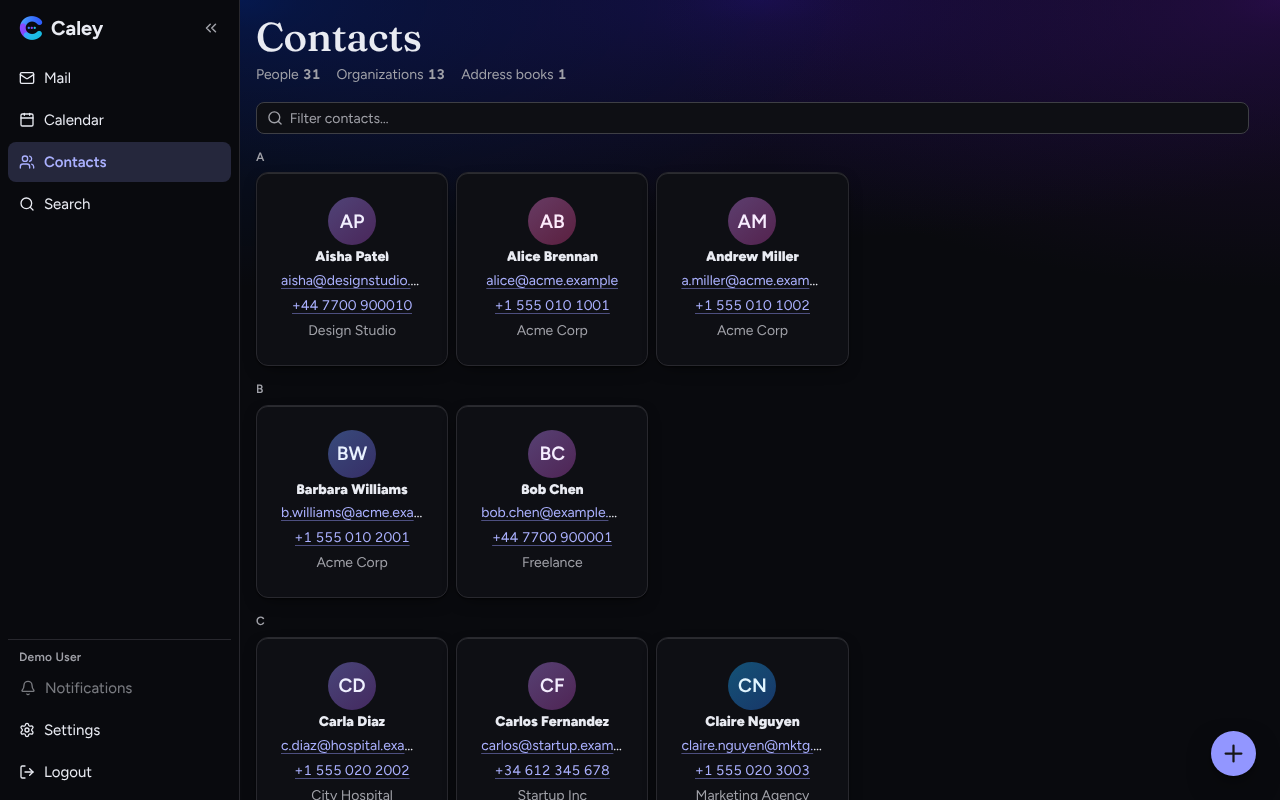 Caley
Mail
Calendar
Contacts
Search
Demo User
Notifications
Settings
Logout
Contacts
People 31 Organizations 13 Address books 1
Filter contacts...
A
AP
Aisha Patel
aisha@designstudio....
+44 7700 900010
Design Studio
AB
Alice Brennan
alice@acme.example
+1 555 010 1001
Acme Corp
AM
Andrew Miller
a.miller@acme.exam...
+1 555 010 1002
Acme Corp
B
BW
Barbara Williams
b.williams@acme.exa...
+1 555 010 2001
Acme Corp
BC
Bob Chen
bob.chen@example....
+44 7700 900001
Freelance
C
CD
Carla Diaz
c.diaz@hospital.exa...
+1 555 020 2002
City Hospital
CF
Carlos Fernandez
carlos@startup.exam...
+34 612 345 678
Startup Inc
CN
Claire Nguyen
claire.nguyen@mktg....
+1 555 020 3003
Marketing Agency